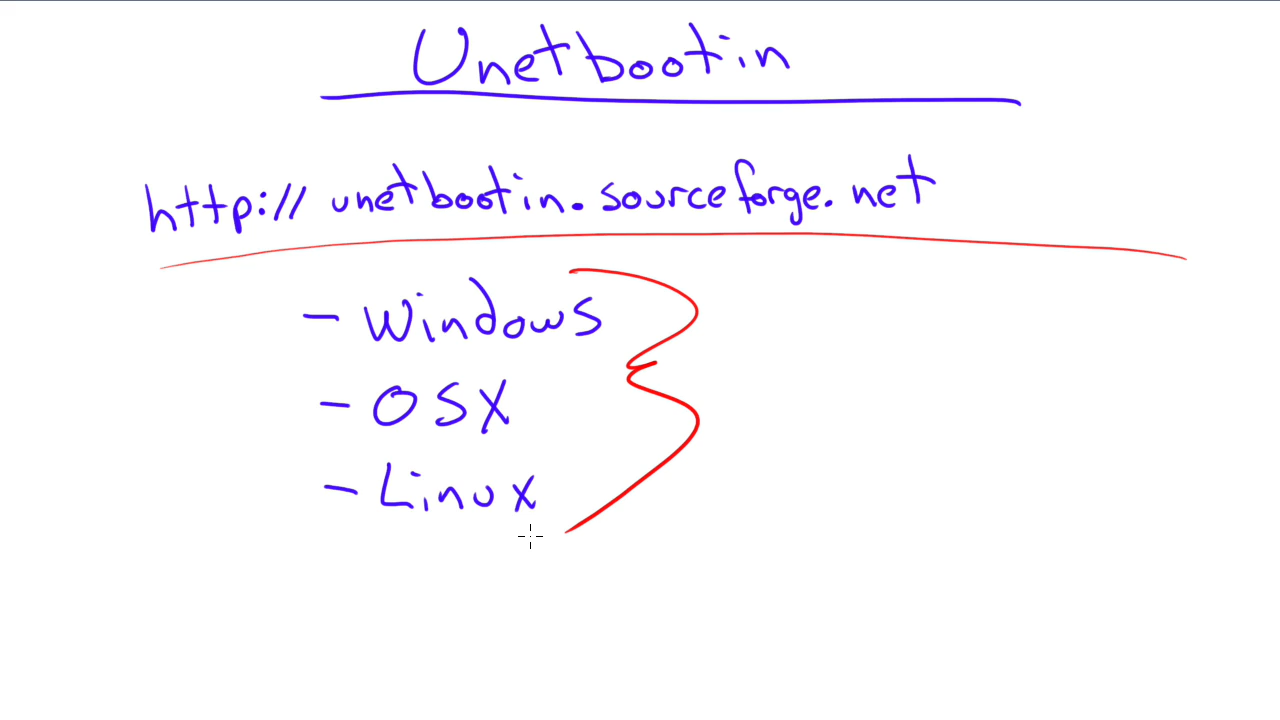 Unetbootin
http://unetbootin.sourceforge.net
- Windows
- OSX
- Linux